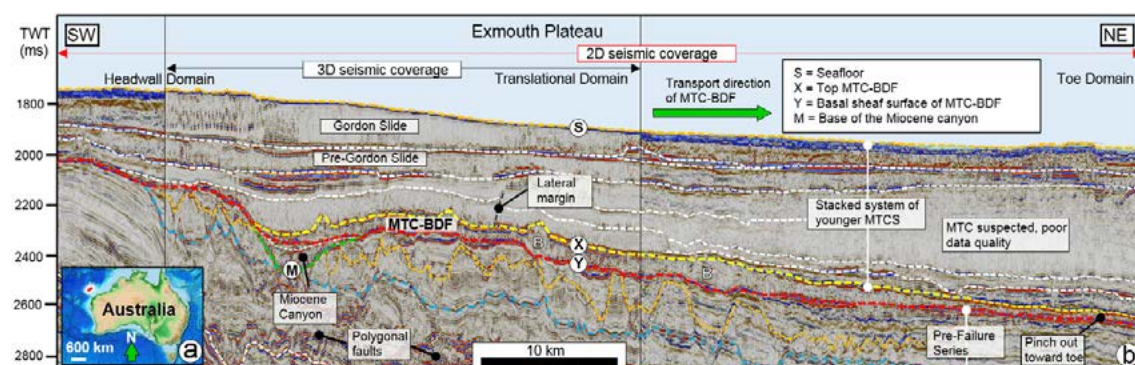 TWT
(ms)
SW
Exmouth Plateau
NE
2D seismic coverage
3D seismic coverage
Headwall Domain
Translational Domain
Toe Domain
Transport direction
of MTC-BDF
S = Seafloor
X = Top MTC-BDF
Y = Basal sheaf surface of MTC-BDF
M = Base of the Miocene canyon
1800
2000
2200
2400
2600
2800
Gordon Slide
S
Pre-Gordon Slide
Lateral
margin
Stacked system of
younger MTCS
MTC suspected, poor
data quality
MTC-BDF
B
X
Y
B
M
Miocene
Canyon
Polygonal
faults
Pre-Failure
Series
Pinch out
toward toe
10 km
Australia
N
600 km
a
b